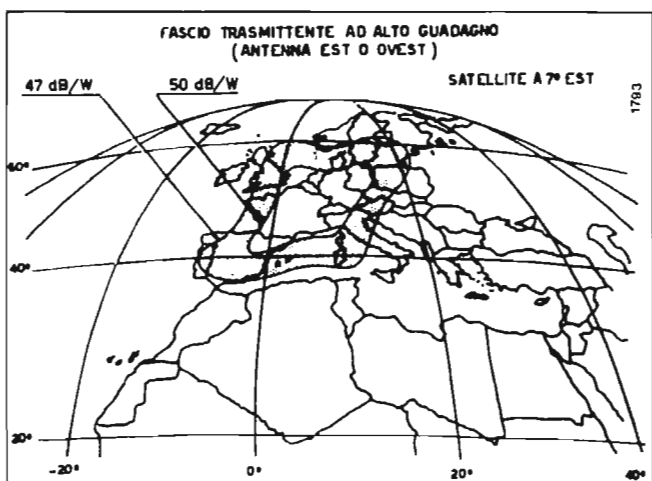 FASCIO TRASMITTENTE AD ALTO GUADAGNO
(ANTENNA EST O OVEST)
47 dB/W
50 dB/W
SATELLITE A 7° EST
1793
60°
40°
20°
-20°
0°
20°
40°